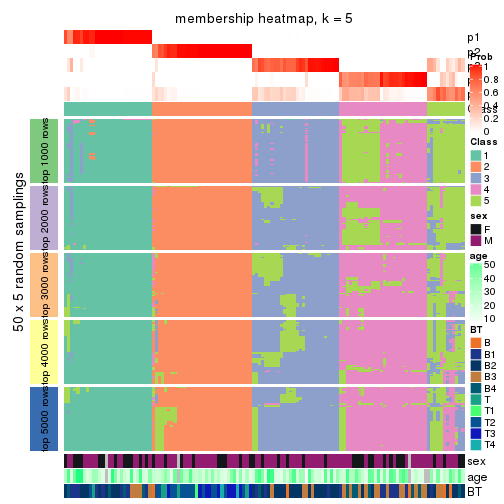 membership heatmap, k = 5
p1
p2
p4
Class
Prob
1
0.8
0.6
0.4
0.2
0
Class
1
2
3
4
5
sex
F
M
age
50
40
30
20
10
BT
B
B1
B2
B3
B4
T
T1
T2
T3
T4
50 x 5 random samplings
top 1000 rows
top 2000 rows
top 3000 rows
top 4000 rows
top 5000 rows
sex
age
BT